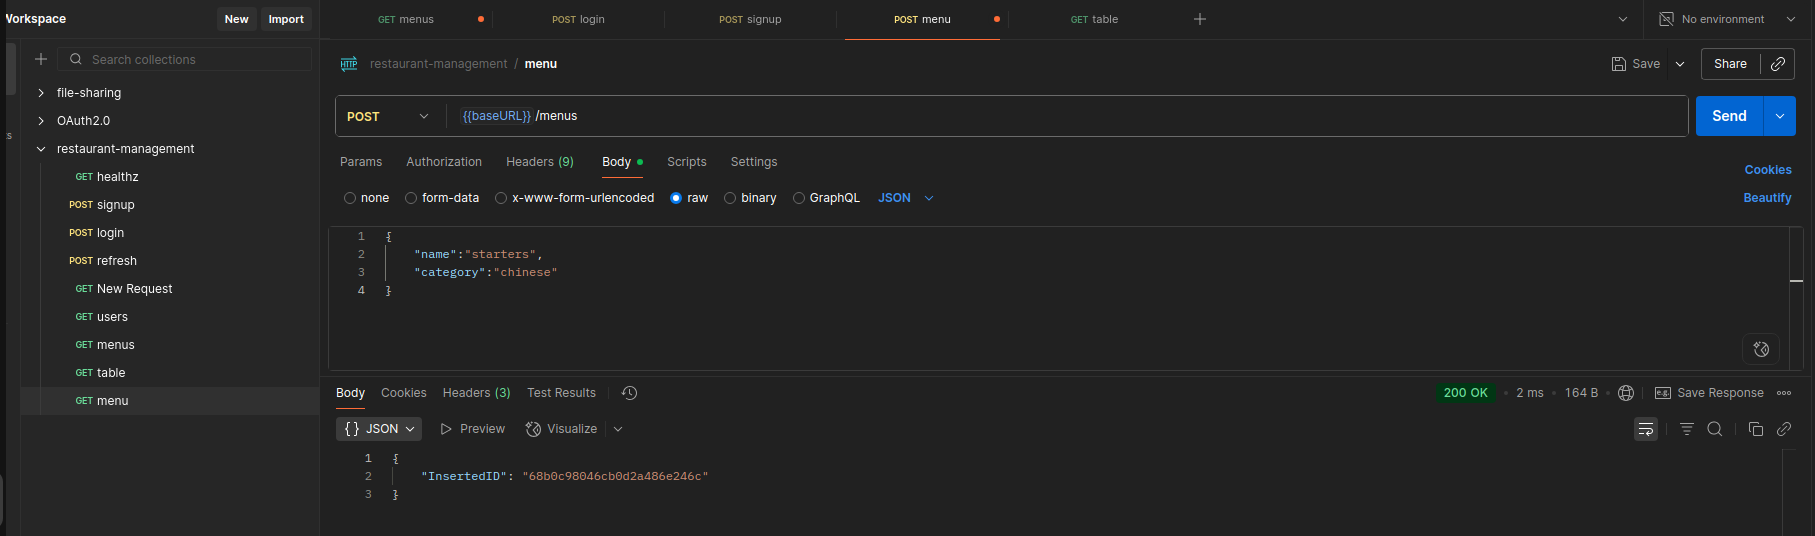 Workspace
New
Import
GET menus
POST login
POST signup
POST menu
GET table
No environment
Search collections
restaurant-management / menu
Save
Share
file-sharing
OAuth2.0
restaurant-management
GET healthz
POST signup
POST login
POST refresh
GET New Request
GET users
GET menus
GET table
GET menu
POST
{{baseURL}} /menus
Send
Params
Authorization
Headers (9)
Body
Scripts
Settings
Cookies
none
form-data
x-www-form-urlencoded
raw
binary
GraphQL
JSON
Beautify
1 {
2 "name":"starters",
3 "category":"chinese"
4 }
Body
Cookies
Headers (3)
Test Results
200 OK
2 ms
164 B
e.g.
Save Response
{} JSON
Preview
Visualize
1 {
2 "InsertedID": "68b0c98046cb0d2a486e246c"
3 }